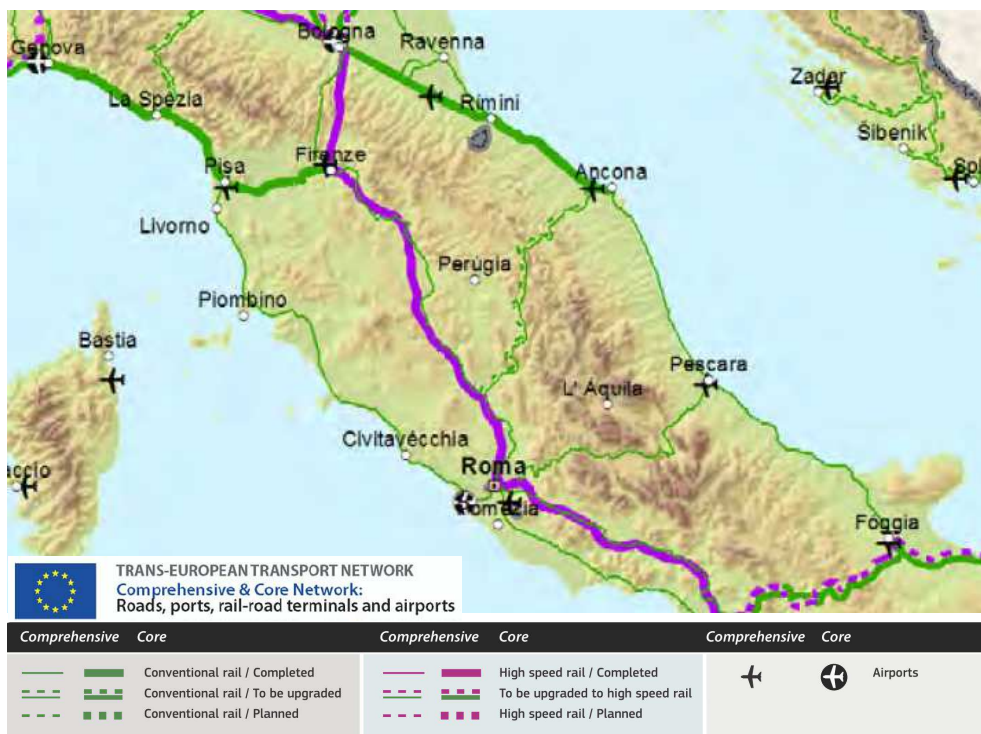 Bologna
Ravenna
Genova
Zadar
La Spezia
Rimini
Šibenik
Firenze
Pisa
Ancona
Livorno
Perugia
Piombino
Bastia
Pescara
L' Aquila
Civitavecchia
accio
Roma
Pomezia
Foggia
TRANS-EUROPEAN TRANSPORT NETWORK
Comprehensive & Core Network:
Roads, ports, rail-road terminals and airports
Comprehensive Core Comprehensive Core Comprehensive Core
Conventional rail / Completed High speed rail / Completed Airports
Conventional rail / To be upgraded To be upgraded to high speed rail
Conventional rail / Planned High speed rail / Planned